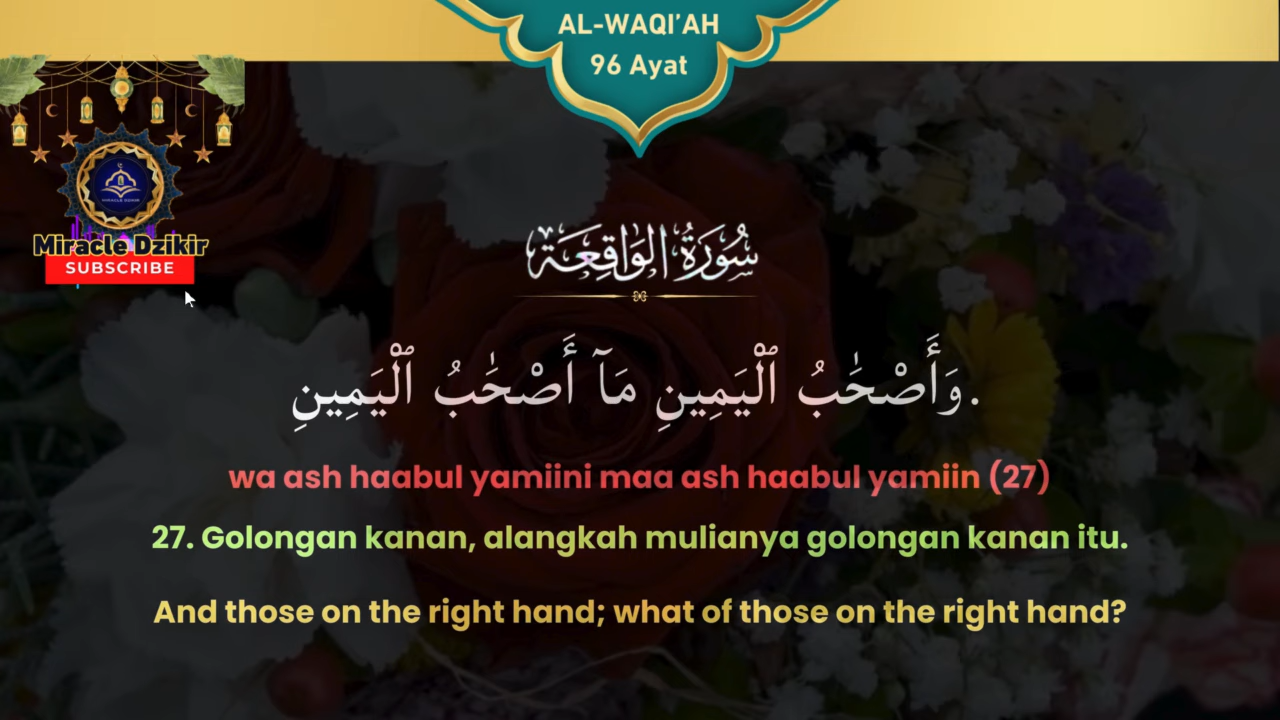 AL-WAQI'AH
96 Ayat
Miracle Dzikir
SUBSCRIBE
سُورَةُ الوَاقِعَة
وَأَصْحَٰبُ ٱلْيَمِينِ مَآ أَصْحَٰبُ ٱلْيَمِينِ.
wa ash haabul yamiini maa ash haabul yamiin (27)
27. Golongan kanan, alangkah mulianya golongan kanan itu.
And those on the right hand; what of those on the right hand?